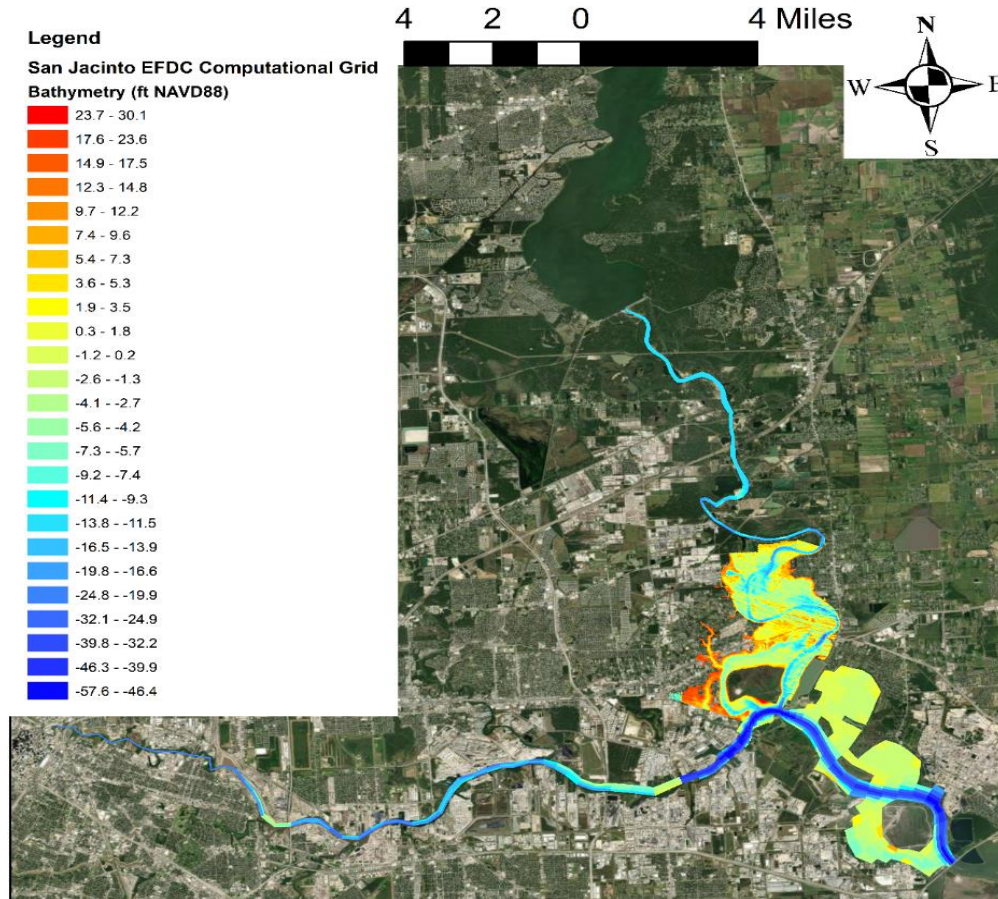 4 2 0 4 Miles
N
W E
S
Legend
San Jacinto EFDC Computational Grid
Bathymetry (ft NAVD88)
23.7 - 30.1
17.6 - 23.6
14.9 - 17.5
12.3 - 14.8
9.7 - 12.2
7.4 - 9.6
5.4 - 7.3
3.6 - 5.3
1.9 - 3.5
0.3 - 1.8
-1.2 - 0.2
-2.6 - -1.3
-4.1 - -2.7
-5.6 - -4.2
-7.3 - -5.7
-9.2 - -7.4
-11.4 - -9.3
-13.8 - -11.5
-16.5 - -13.9
-19.8 - -16.6
-24.8 - -19.9
-32.1 - -24.9
-39.8 - -32.2
-46.3 - -39.9
-57.6 - -46.4